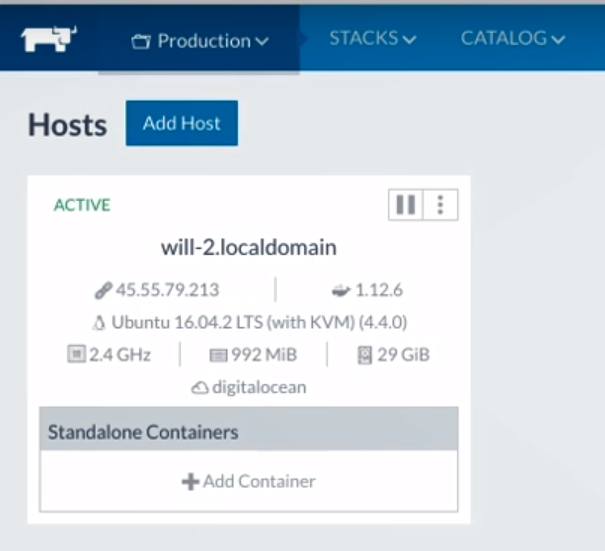 Production STACKS CATALOG
Hosts Add Host
ACTIVE
will-2.localdomain
45.55.79.213 1.12.6
Ubuntu 16.04.2 LTS (with KVM) (4.4.0)
2.4 GHz 992 MiB 29 GiB
digitalocean
Standalone Containers
Add Container